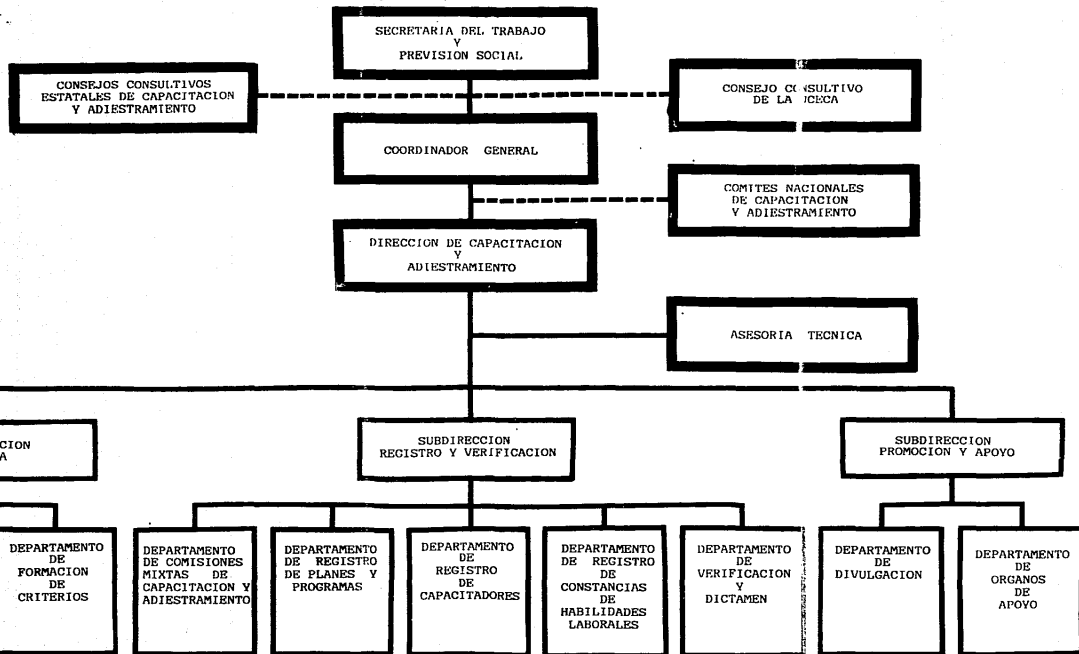 SECRETARIA DEL TRABAJO
Y
PREVISION SOCIAL
CONSEJOS CONSULTIVOS
ESTATALES DE CAPACITACION
Y ADIESTRAMIENTO
CONSEJO CONSULTIVO
DE LA UCECA
COORDINADOR GENERAL
COMITES NACIONALES
DE CAPACITACION
Y ADIESTRAMIENTO
DIRECCION DE CAPACITACION
Y
ADIESTRAMIENTO
ASESORIA TECNICA
CION
A
SUBDIRECCION
REGISTRO Y VERIFICACION
SUBDIRECCION
PROMOCION Y APOYO
DEPARTAMENTO
DE
FORMACION
DE
CRITERIOS
DEPARTAMENTO
DE COMISIONES
MIXTAS DE
CAPACITACION Y
ADIESTRAMIENTO
DEPARTAMENTO
DE REGISTRO
DE PLANES Y
PROGRAMAS
DEPARTAMENTO
DE
REGISTRO
DE
CAPACITADORES
DEPARTAMENTO
DE REGISTRO
DE
CONSTANCIAS
DE
HABILIDADES
LABORALES
DEPARTAMENTO
DE
VERIFICACION
Y
DICTAMEN
DEPARTAMENTO
DE
DIVULGACION
DEPARTAMENTO
DE
ORGANOS
DE
APOYO